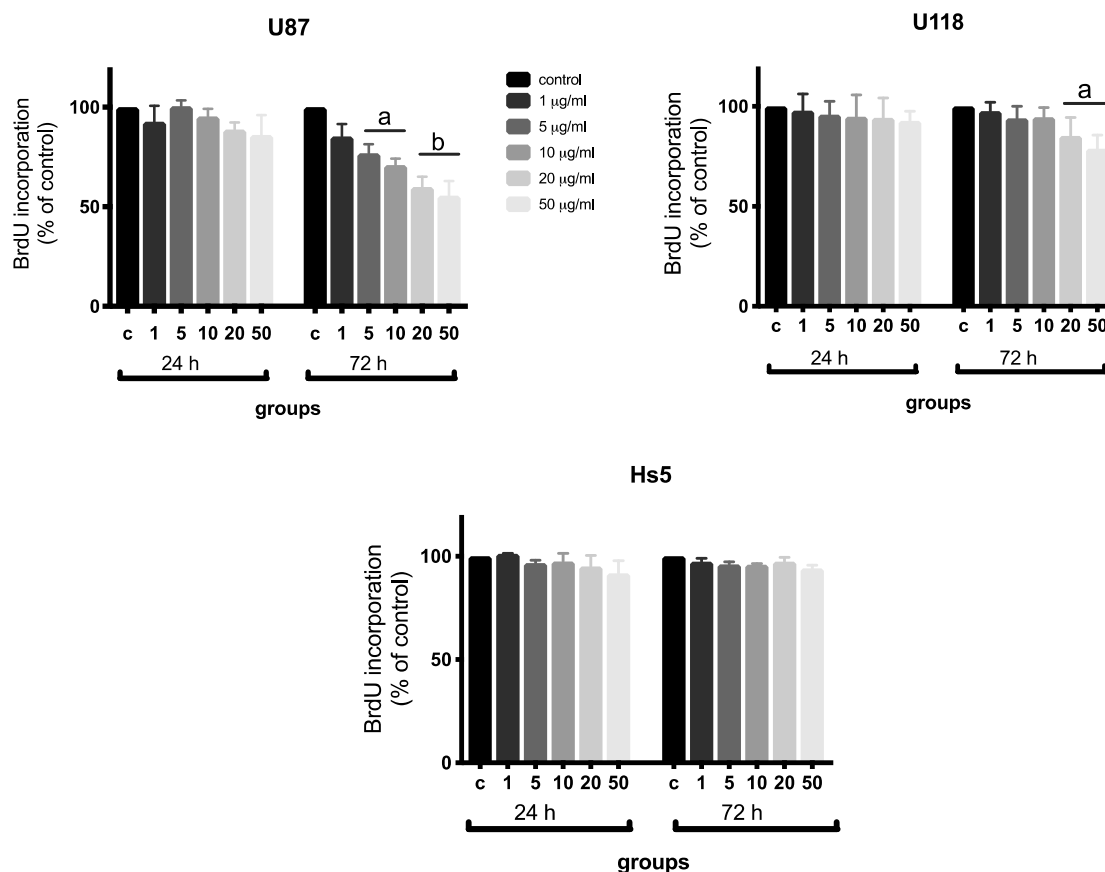 U87
BrdU incorporation
(% of control)
100
50
0
a
b
c 1 5 10 20 50
c 1 5 10 20 50
24 h
72 h
groups
control
1 μg/ml
5 μg/ml
10 μg/ml
20 μg/ml
50 μg/ml
U118
BrdU incorporation
(% of control)
100
50
0
a
c 1 5 10 20 50
c 1 5 10 20 50
24 h
72 h
groups
Hs5
BrdU incorporation
(% of control)
100
50
0
c 1 5 10 20 50
c 1 5 10 20 50
24 h
72 h
groups